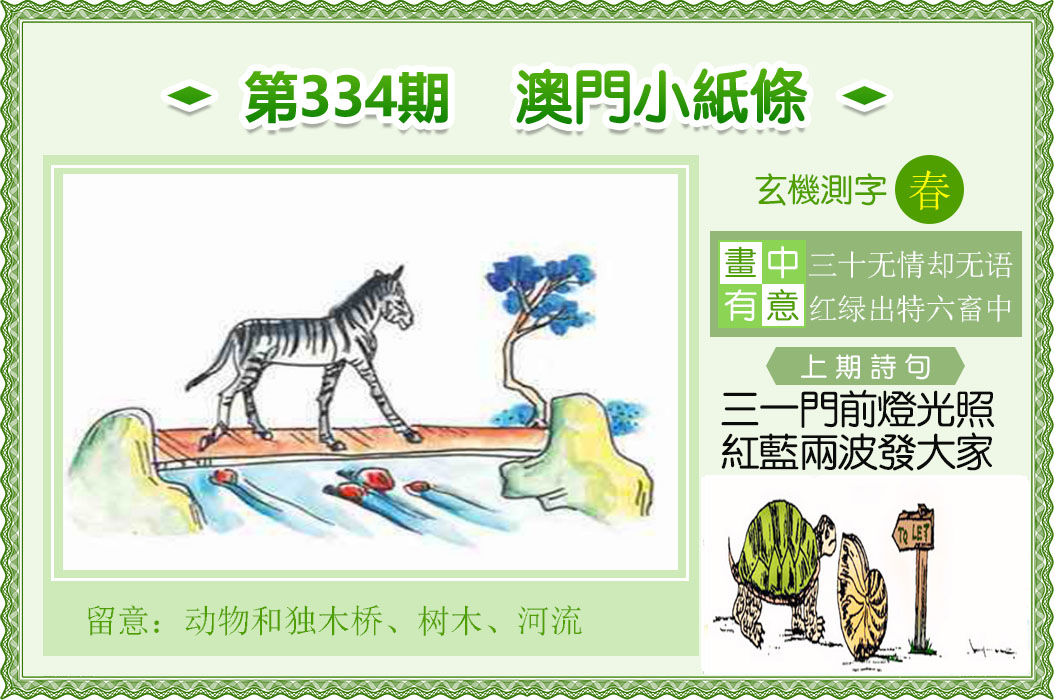 第334期 澳門小紙條
玄機測字 春
畫中有意
三十无情却无语
红绿出特六畜中
上期詩句
三一門前燈光照
紅藍兩波發大家
TO LET
留意：动物和独木桥、树木、河流